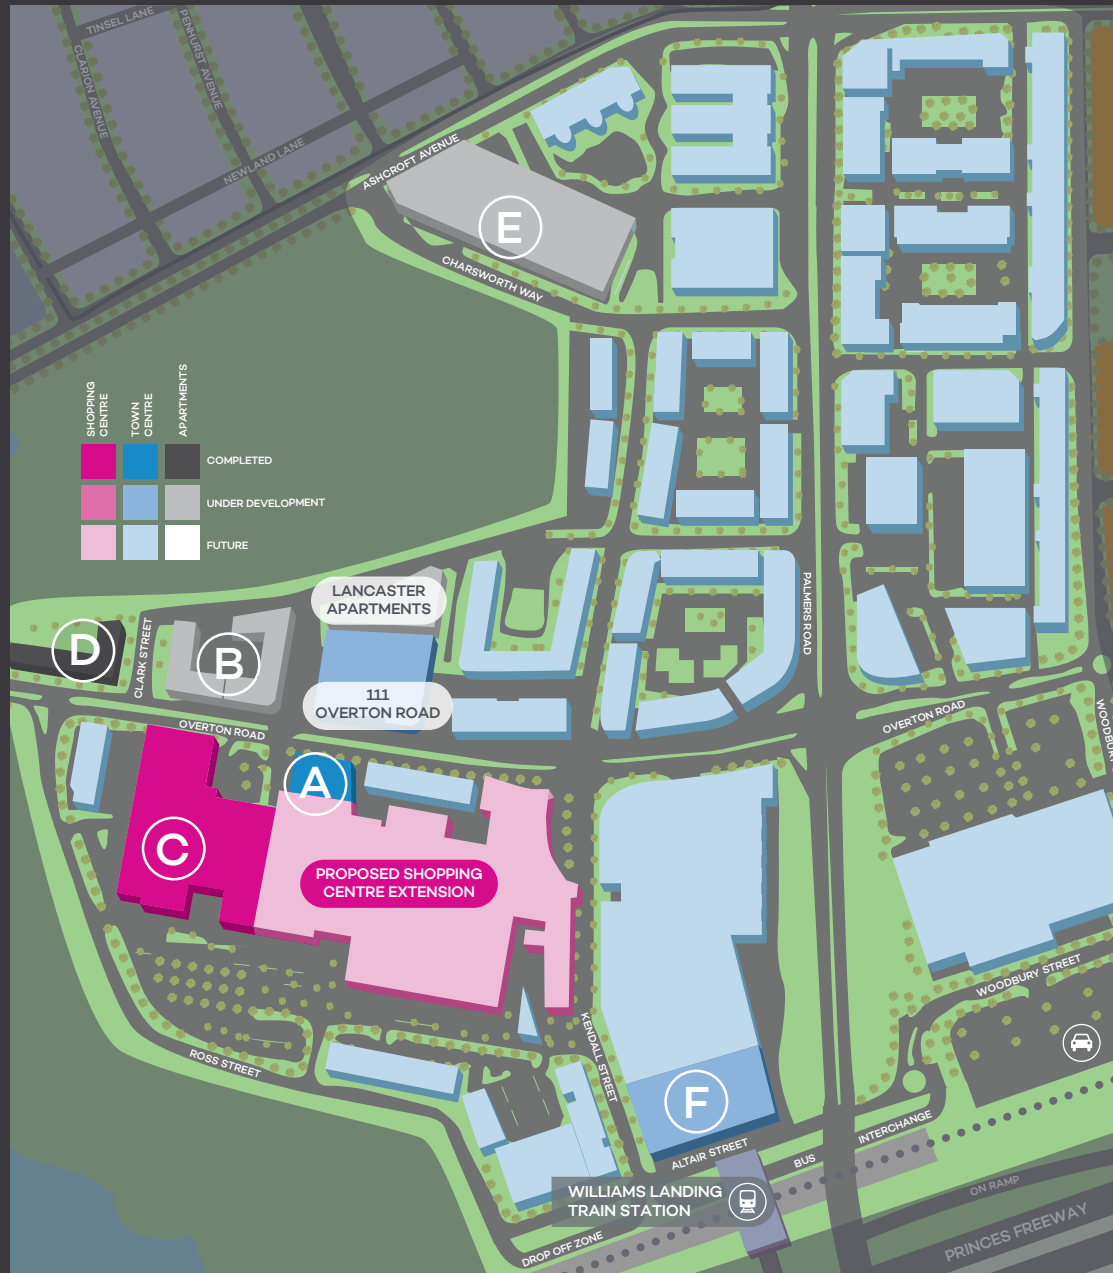 TINSEL LANE
PENHURST AVENUE
CLARION AVENUE
NEWLAND LANE
ASHCROFT AVENUE
E
CHARSWORTH WAY
SHOPPING
CENTRE
TOWN
CENTRE
APARTMENTS
COMPLETED
UNDER DEVELOPMENT
FUTURE
LANCASTER
APARTMENTS
PALMERS ROAD
D
CLARK STREET
B
111
OVERTON ROAD
OVERTON ROAD
OVERTON ROAD
WOODBURY
A
C
PROPOSED SHOPPING
CENTRE EXTENSION
WOODBURY STREET
ROSS STREET
KENDALL STREET
F
ALTAIR STREET
BUS
INTERCHANGE
WILLIAMS LANDING
TRAIN STATION
DROP OFF ZONE
ON RAMP
PRINCES FREEWAY